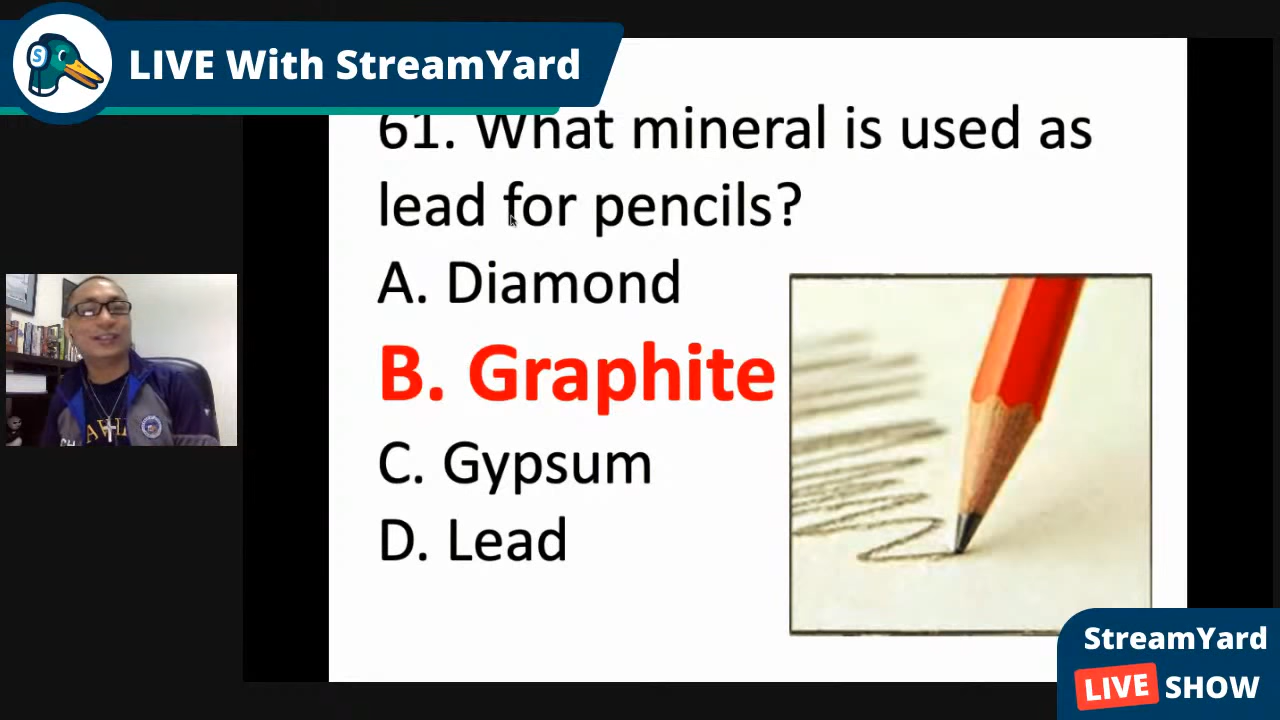 LIVE With StreamYard
61. What mineral is used as
lead for pencils?
A. Diamond
B. Graphite
C. Gypsum
D. Lead
StreamYard
LIVE SHOW